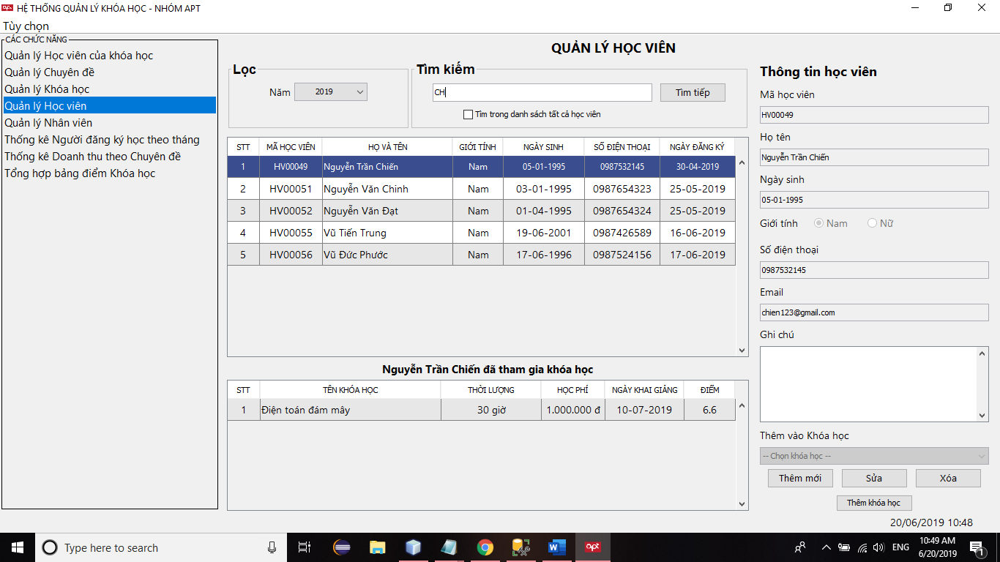 apt HỆ THỐNG QUẢN LÝ KHÓA HỌC - NHÓM APT
Tùy chọn
CÁC CHỨC NĂNG
Quản lý Học viên của khóa học
Quản lý Chuyên đề
Quản lý Khóa học
Quản lý Học viên
Quản lý Nhân viên
Thống kê Người đăng ký học theo tháng
Thống kê Doanh thu theo Chuyên đề
Tổng hợp bảng điểm Khóa học
QUẢN LÝ HỌC VIÊN
Lọc
Năm 2019
Tìm kiếm
CH Tìm tiếp
Tìm trong danh sách tất cả học viên
STT MÃ HỌC VIÊN HỌ VÀ TÊN GIỚI TÍNH NGÀY SINH SỐ ĐIỆN THOẠI NGÀY ĐĂNG KÝ
1 HV00049 Nguyễn Trần Chiến Nam 05-01-1995 0987532145 30-04-2019
2 HV00051 Nguyễn Văn Chinh Nam 03-01-1995 0987654323 25-05-2019
3 HV00052 Nguyễn Văn Đạt Nam 01-04-1995 0987654324 25-05-2019
4 HV00055 Vũ Tiến Trung Nam 19-06-2001 0987426589 16-06-2019
5 HV00056 Vũ Đức Phước Nam 17-06-1996 0987524156 17-06-2019
Nguyễn Trần Chiến đã tham gia khóa học
STT TÊN KHÓA HỌC THỜI LƯỢNG HỌC PHÍ NGÀY KHAI GIẢNG ĐIỂM
1 Điện toán đám mây 30 giờ 1.000.000 đ 10-07-2019 6.6
Thông tin học viên
Mã học viên
HV00049
Họ tên
Nguyễn Trần Chiến
Ngày sinh
05-01-1995
Giới tính Nam Nữ
Số điện thoại
0987532145
Email
chien123@gmail.com
Ghi chú
Thêm vào Khóa học
-- Chọn khóa học --
Thêm mới Sửa Xóa
Thêm khóa học
20/06/2019 10:48
Type here to search
apt
ENG
10:49 AM
6/20/2019
1